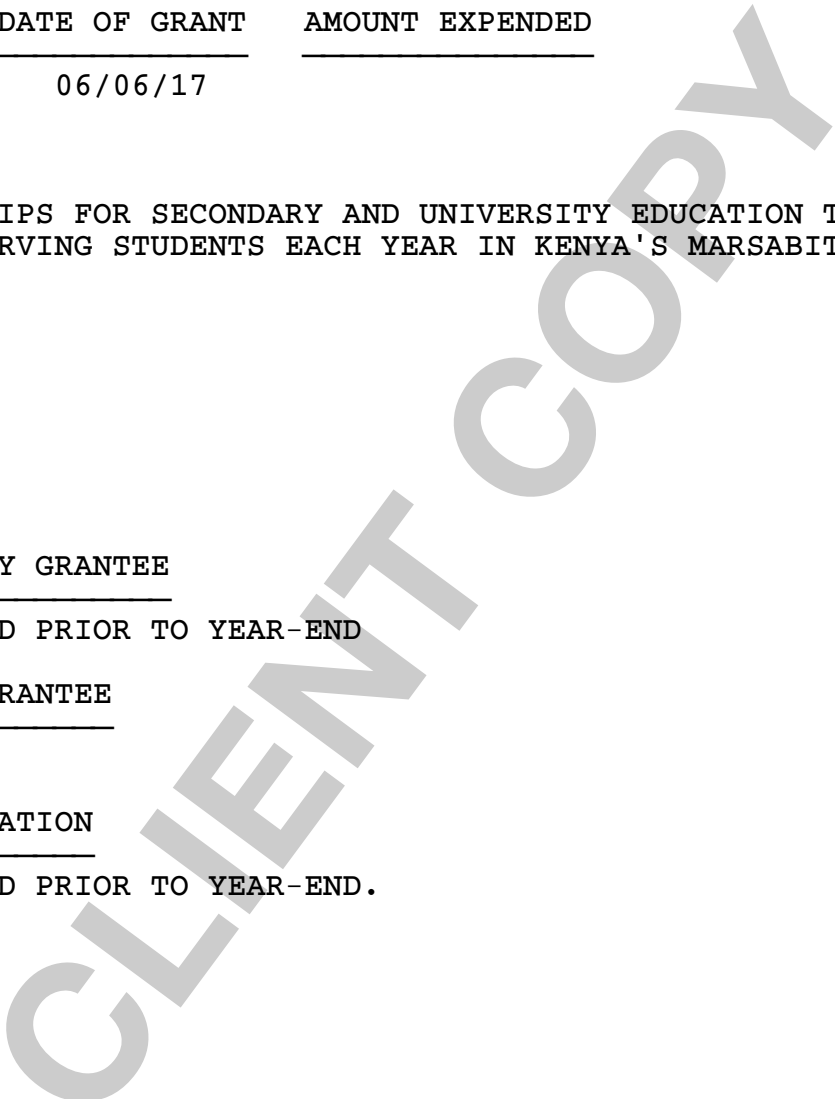 DATE OF GRANT AMOUNT EXPENDED
06/06/17
IPS FOR SECONDARY AND UNIVERSITY EDUCATION T
RVING STUDENTS EACH YEAR IN KENYA'S MARSABIT
Y GRANTEE
D PRIOR TO YEAR-END
RANTEE
ATION
D PRIOR TO YEAR-END.
CLIENT COPY